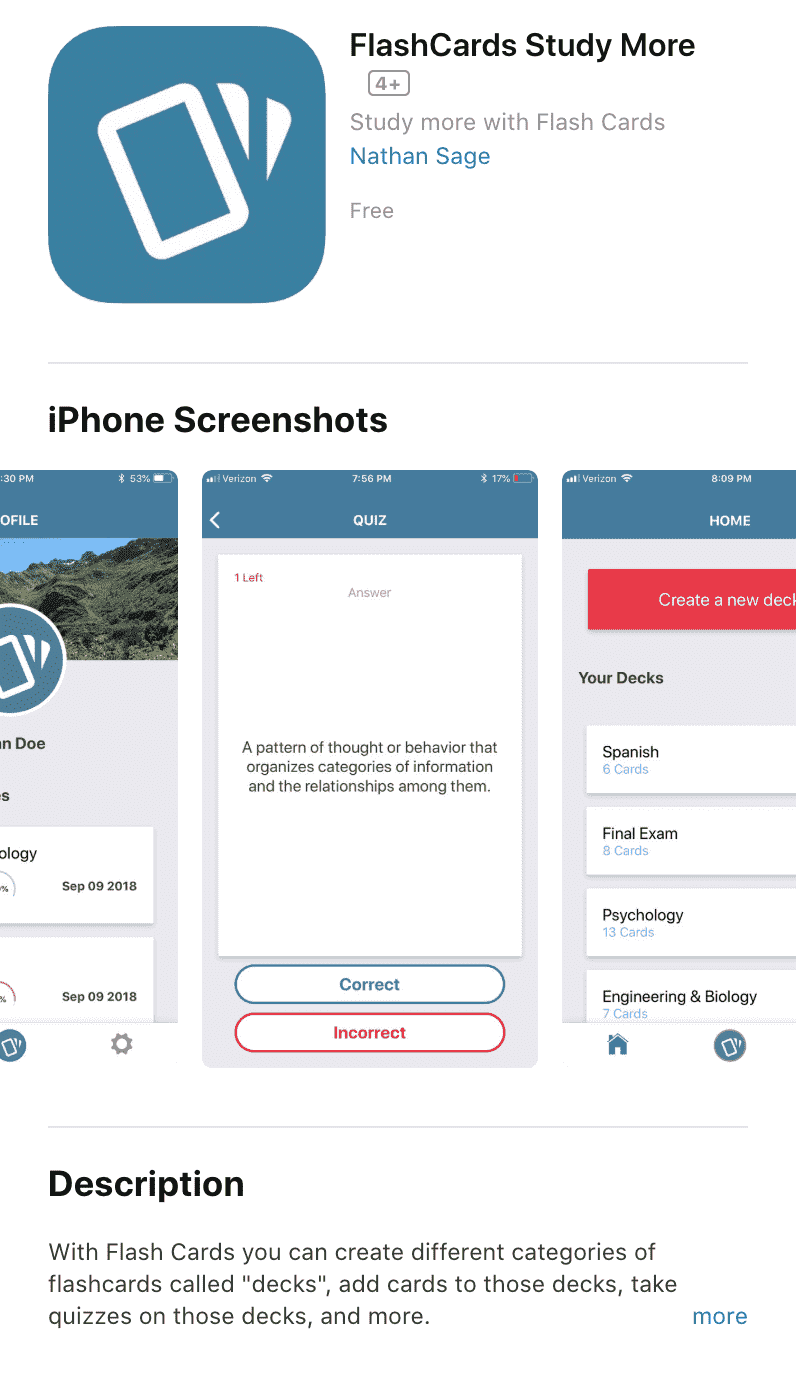 FlashCards Study More
4+
Study more with Flash Cards
Nathan Sage
Free
iPhone Screenshots
:30 PM
53%
OFILE
n Doe
s
ology
%
Sep 09 2018
%
Sep 09 2018
Verizon
7:56 PM
17%
QUIZ
1 Left
Answer
A pattern of thought or behavior that
organizes categories of information
and the relationships among them.
Correct
Incorrect
Verizon
8:09 PM
HOME
Create a new deck
Your Decks
Spanish
6 Cards
Final Exam
8 Cards
Psychology
13 Cards
Engineering & Biology
7 Cards
Description
With Flash Cards you can create different categories of
flashcards called "decks", add cards to those decks, take
quizzes on those decks, and more.
more